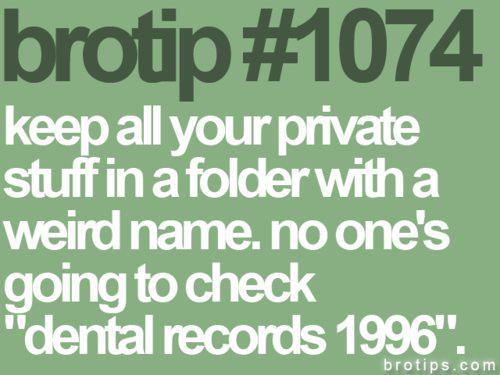 brotip #1074
keep all your private
stuff in a folder with a
weird name. no one's
going to check
"dental records 1996".
brotips.com